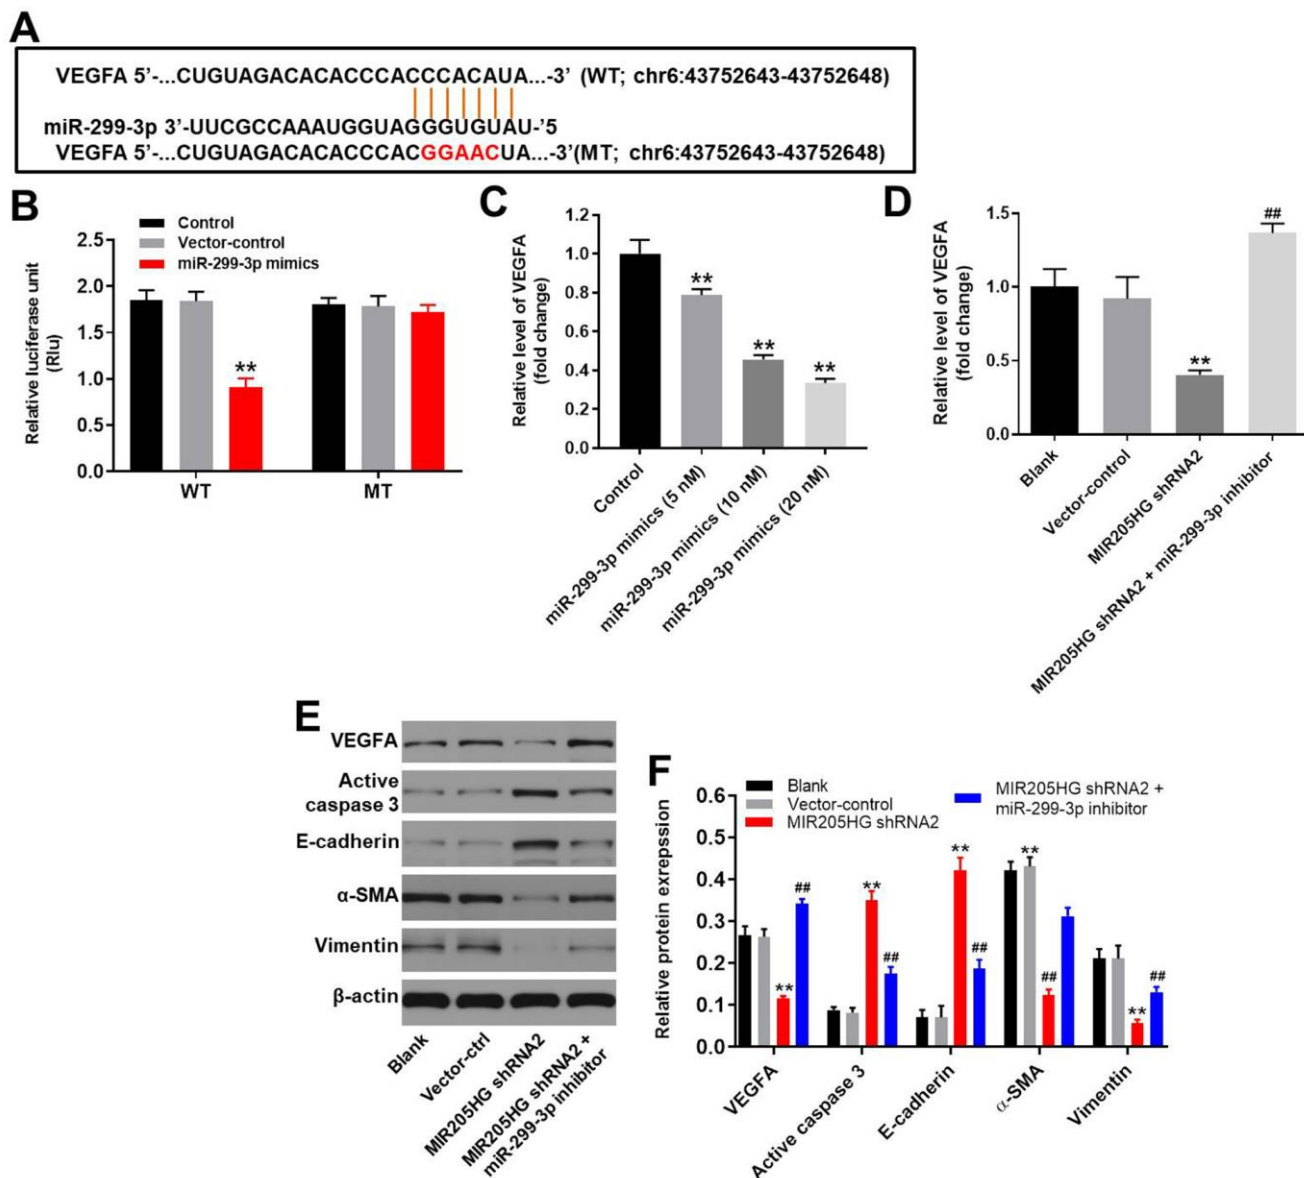 A
VEGFA 5’-...CUGUAGACACACCCACCCACAUA...-3’ (WT; chr6:43752643-43752648)
miR-299-3p 3’-UUCGCCAAAUGGUAGGGUGUAU-’5
VEGFA 5’-...CUGUAGACACACCCACGGAACUA...-3’(MT; chr6:43752643-43752648)
B
Control
Vector-control
miR-299-3p mimics
Relative luciferase unit
(Rlu)
2.5
2.0
1.5
1.0
0.5
0.0
**
WT
MT
C
Relative level of VEGFA
(fold change)
1.2
1.0
0.8
0.6
0.4
0.2
0.0
**
**
**
Control
miR-299-3p mimics (5 nM)
miR-299-3p mimics (10 nM)
miR-299-3p mimics (20 nM)
D
Relative level of VEGFA
(fold change)
1.5
1.0
0.5
0.0
**
##
Blank
Vector-control
MIR205HG shRNA2
MIR205HG shRNA2 + miR-299-3p inhibitor
E
VEGFA
Active
caspase 3
E-cadherin
α-SMA
Vimentin
β-actin
Blank
Vector-ctrl
MIR205HG shRNA2
MIR205HG shRNA2 +
miR-299-3p inhibitor
F
Blank
Vector-control
MIR205HG shRNA2
MIR205HG shRNA2 +
miR-299-3p inhibitor
Relative protein exrepssion
0.6
0.5
0.4
0.3
0.2
0.1
0.0
**
##
**
##
**
##
**
##
**
##
VEGFA
Active caspase 3
E-cadherin
α-SMA
Vimentin